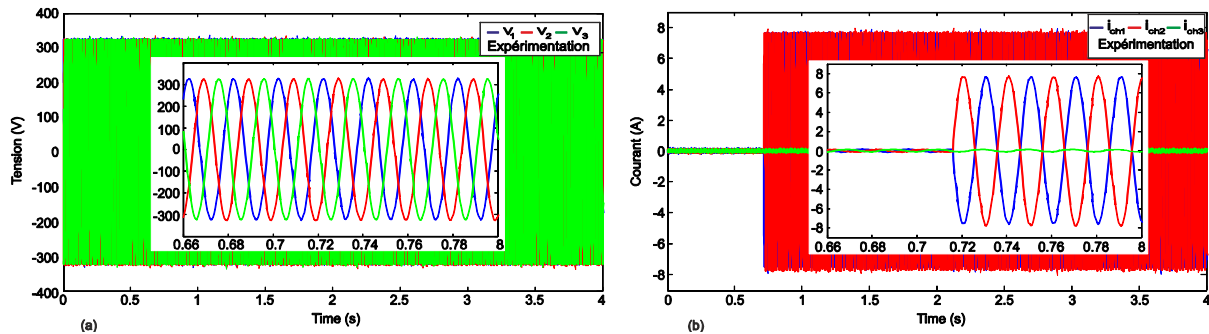 V1 V2 V3
Expérimentation
400
300
200
100
0
-100
-200
-300
-400
Tension (V)
300
200
100
0
-100
-200
-300
0.66 0.68 0.7 0.72 0.74 0.76 0.78 0.8
0 0.5 1 1.5 2 2.5 3 3.5 4
Time (s)
(a)
ich1 ich2 ich3
Expérimentation
8
6
4
2
0
-2
-4
-6
-8
Courant (A)
8
6
4
2
0
-2
-4
-6
-8
0.66 0.68 0.7 0.72 0.74 0.76 0.78 8
0 0.5 1 1.5 2 2.5 3 3.5 4
Time (s)
(b)